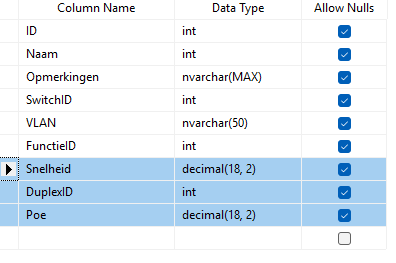 Column Name Data Type Allow Nulls
ID int
Naam int
Opmerkingen nvarchar(MAX)
SwitchID int
VLAN nvarchar(50)
FunctieID int
Snelheid decimal(18, 2)
DuplexID int
Poe decimal(18, 2)